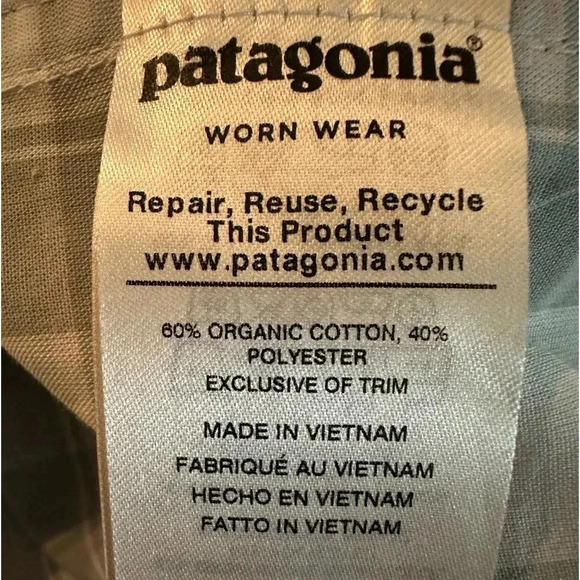 patagonia®
WORN WEAR
Repair, Reuse, Recycle
This Product
www.patagonia.com
60% ORGANIC COTTON, 40%
POLYESTER
EXCLUSIVE OF TRIM
MADE IN VIETNAM
FABRIQUÉ AU VIETNAM
HECHO EN VIETNAM
FATTO IN VIETNAM